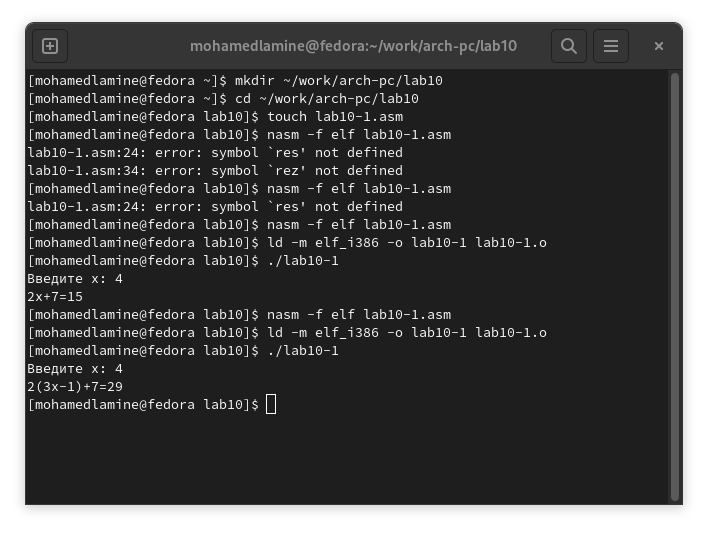 mohamedlamine@fedora:~/work/arch-pc/lab10
[mohamedlamine@fedora ~]$ mkdir ~/work/arch-pc/lab10
[mohamedlamine@fedora ~]$ cd ~/work/arch-pc/lab10
[mohamedlamine@fedora lab10]$ touch lab10-1.asm
[mohamedlamine@fedora lab10]$ nasm -f elf lab10-1.asm
lab10-1.asm:24: error: symbol `res' not defined
lab10-1.asm:34: error: symbol `rez' not defined
[mohamedlamine@fedora lab10]$ nasm -f elf lab10-1.asm
lab10-1.asm:24: error: symbol `res' not defined
[mohamedlamine@fedora lab10]$ nasm -f elf lab10-1.asm
[mohamedlamine@fedora lab10]$ ld -m elf_i386 -o lab10-1 lab10-1.o
[mohamedlamine@fedora lab10]$ ./lab10-1
Введите x: 4
2x+7=15
[mohamedlamine@fedora lab10]$ nasm -f elf lab10-1.asm
[mohamedlamine@fedora lab10]$ ld -m elf_i386 -o lab10-1 lab10-1.o
[mohamedlamine@fedora lab10]$ ./lab10-1
Введите x: 4
2(3x-1)+7=29
[mohamedlamine@fedora lab10]$